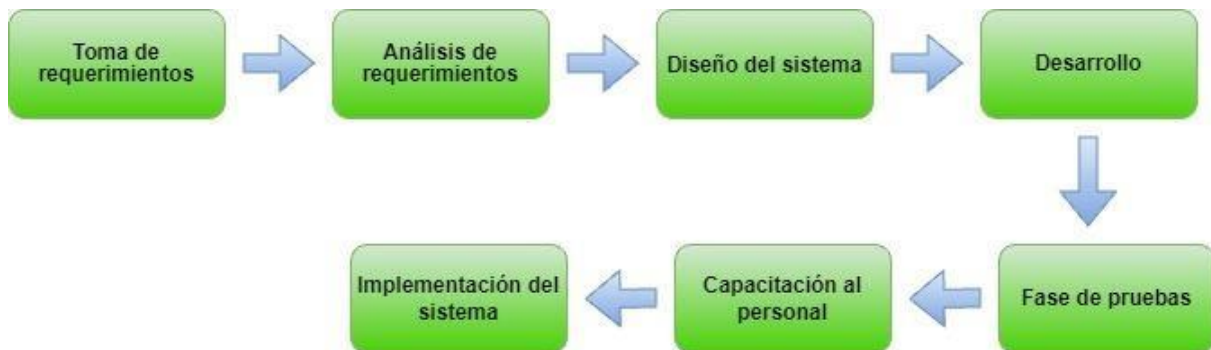 Toma de
requerimientos
Análisis de
requerimientos
Diseño del sistema
Desarrollo
Fase de pruebas
Capacitación al
personal
Implementación del
sistema